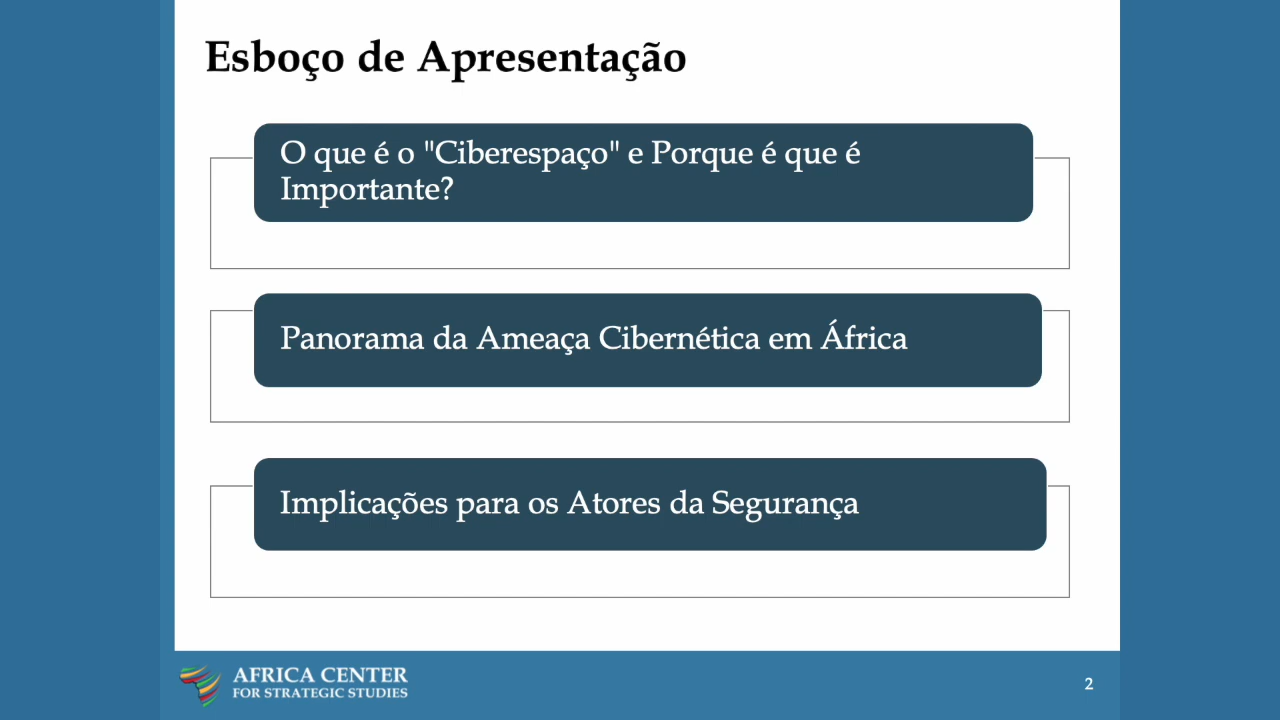 Esboço de Apresentação
O que é o "Ciberespaço" e Porque é que é
Importante?
Panorama da Ameaça Cibernética em África
Implicações para os Atores da Segurança
AFRICA CENTER
FOR STRATEGIC STUDIES
2